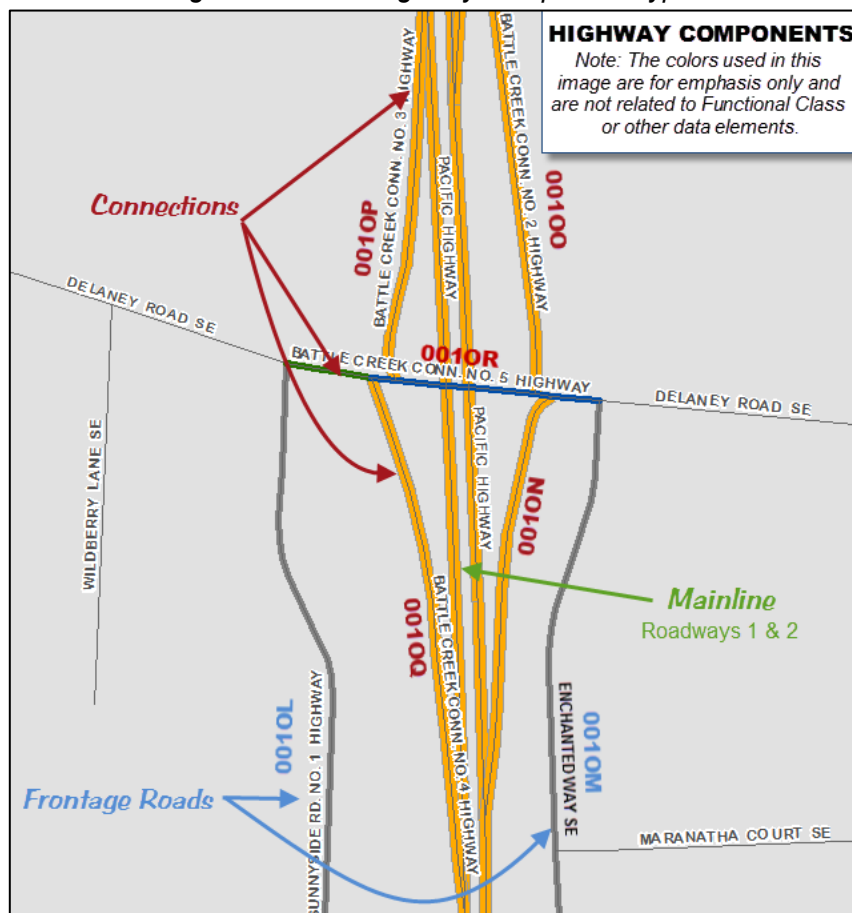 HIGHWAY COMPONENTS
Note: The colors used in this
image are for emphasis only and
are not related to Functional Class
or other data elements.
BATTLE CREEK CONN. NO. 3 HIGHWAY
BATTLE CREEK CONN. NO. 2 HIGHWAY
PACIFIC HIGHWAY
Connections
001OP
001OO
DELANEY ROAD SE
001OR
BATTLE CREEK CONN. NO. 5 HIGHWAY
DELANEY ROAD SE
WILDBERRY LANE SE
PACIFIC HIGHWAY
001ON
001OQ
BATTLE CREEK CONN. NO. 4 HIGHWAY
Mainline
Roadways 1 & 2
001OL
SUNNYSIDE RD. NO. 1 HIGHWAY
ENCHANTED WAY SE
001OM
Frontage Roads
MARANATHA COURT SE